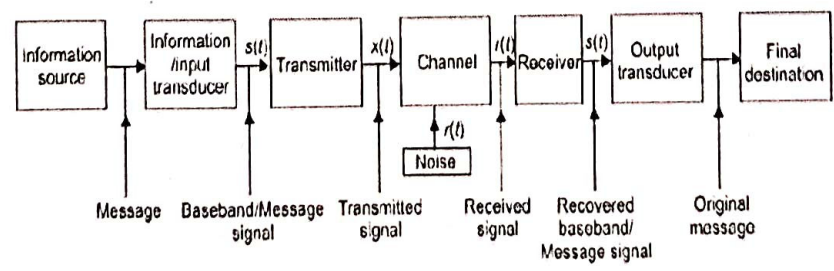 Information
source
Information
/input
transducer
s(t)
Transmitter
x(t)
Channel
r(t)
Receiver
s(t)
Output
transducer
Final
destination
r(t)
Noise
Message
Baseband/Message
signal
Transmitted
signal
Received
signal
Recovered
baseband/
Message signal
Original
message